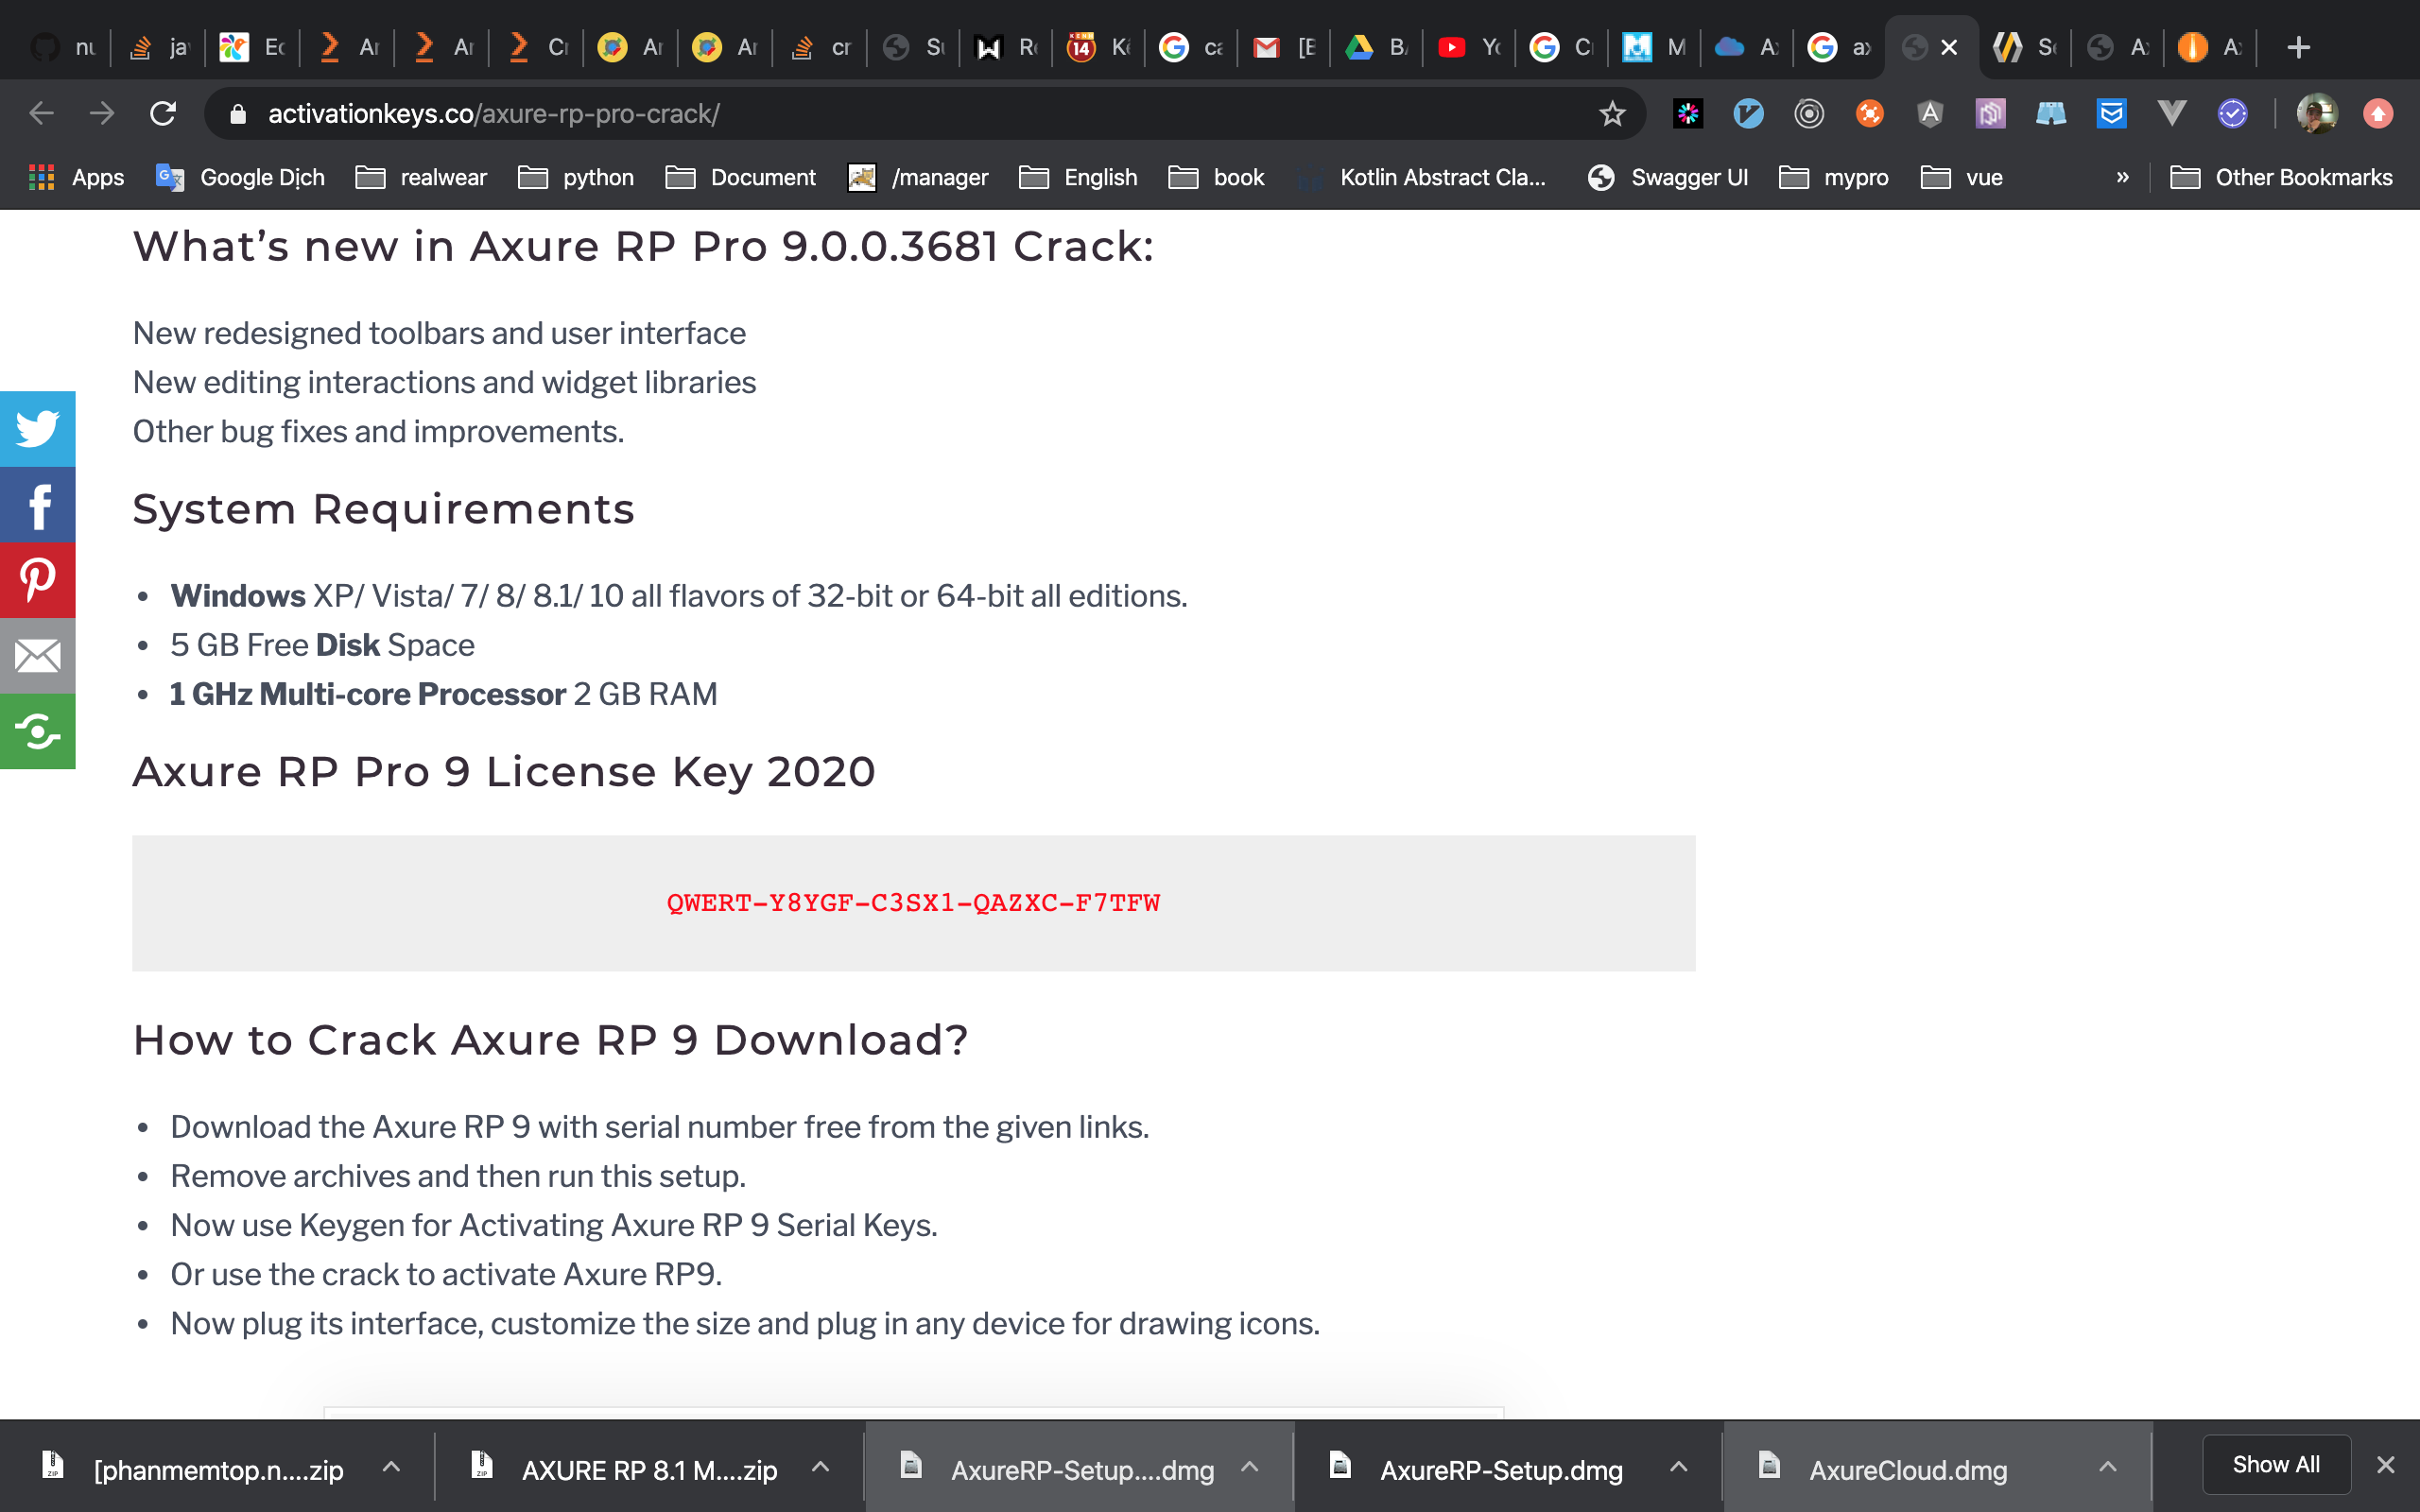 nu
ja
Ec
Ar
Ar
Cr
Ar
Ar
cr
Su
Re
Kê
ca
[B
BA
Yo
C
M
Ax
ax
Se
Ax
Ax
activationkeys.co/axure-rp-pro-crack/
Apps Google Dịch realwear python Document /manager English book Kotlin Abstract Cla... Swagger UI mypro vue » Other Bookmarks
What’s new in Axure RP Pro 9.0.0.3681 Crack:
New redesigned toolbars and user interface
New editing interactions and widget libraries
Other bug fixes and improvements.
System Requirements
• Windows XP/ Vista/ 7/ 8/ 8.1/ 10 all flavors of 32-bit or 64-bit all editions.
• 5 GB Free Disk Space
• 1 GHz Multi-core Processor 2 GB RAM
Axure RP Pro 9 License Key 2020
QWERT-Y8YGF-C3SX1-QAZXC-F7TFW
How to Crack Axure RP 9 Download?
• Download the Axure RP 9 with serial number free from the given links.
• Remove archives and then run this setup.
• Now use Keygen for Activating Axure RP 9 Serial Keys.
• Or use the crack to activate Axure RP9.
• Now plug its interface, customize the size and plug in any device for drawing icons.
[phanmemtop.n....zip AXURE RP 8.1 M....zip AxureRP-Setup....dmg AxureRP-Setup.dmg AxureCloud.dmg Show All